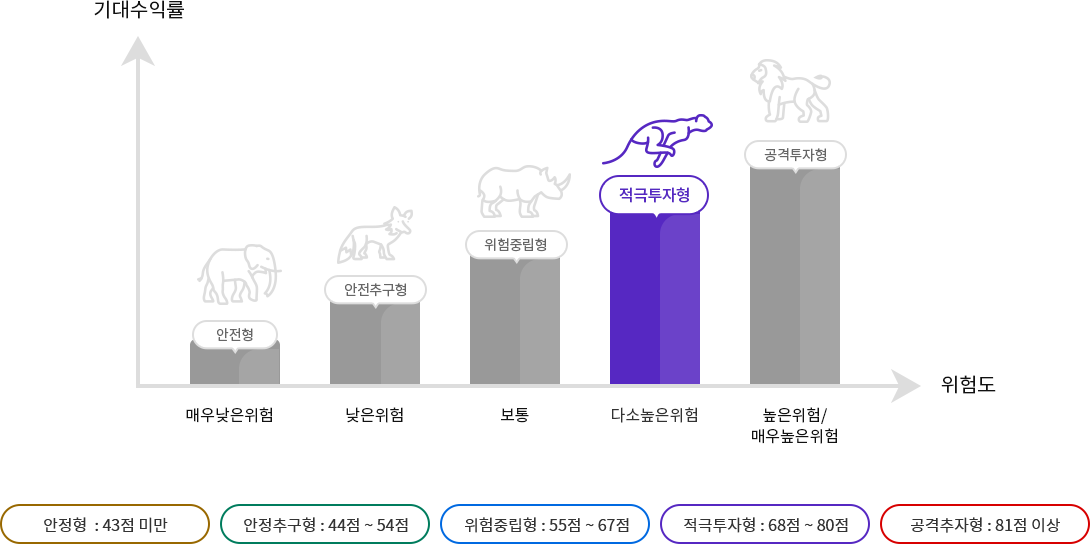 기대수익률
공격투자형
적극투자형
위험중립형
안전추구형
안전형
위험도
매우낮은위험
낮은위험
보통
다소높은위험
높은위험/
매우높은위험
안정형 : 43점 미만
안정추구형 : 44점 ~ 54점
위험중립형 : 55점 ~ 67점
적극투자형 : 68점 ~ 80점
공격추자형 : 81점 이상